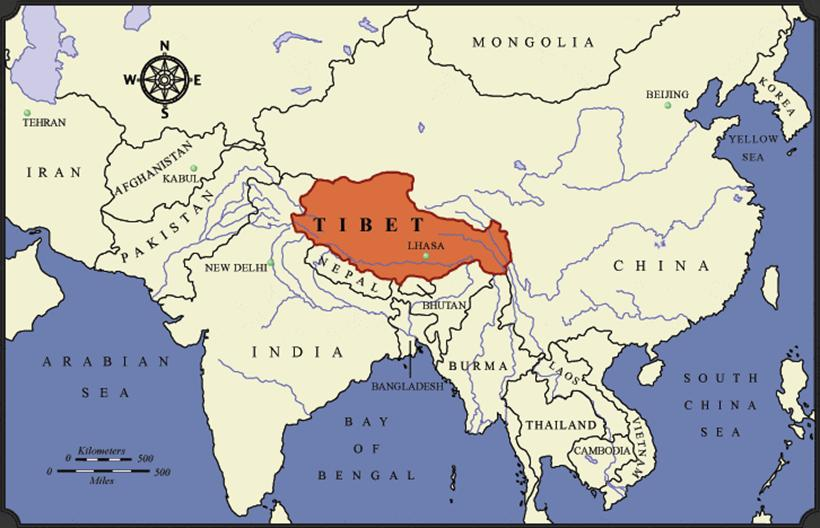 MONGOLIA
N
W
E
S
BEIJING
KOREA
TEHRAN
YELLOW
SEA
IRAN
AFGHANISTAN
KABUL
PAKISTAN
TIBET
LHASA
NEW DELHI
NEPAL
CHINA
BHUTAN
INDIA
ARABIAN
SEA
BURMA
LAOS
BANGLADESH
SOUTH
CHINA
SEA
BAY
OF
BENGAL
THAILAND
VIETNAM
CAMBODIA
Kilometers
0 500
0 500
Miles